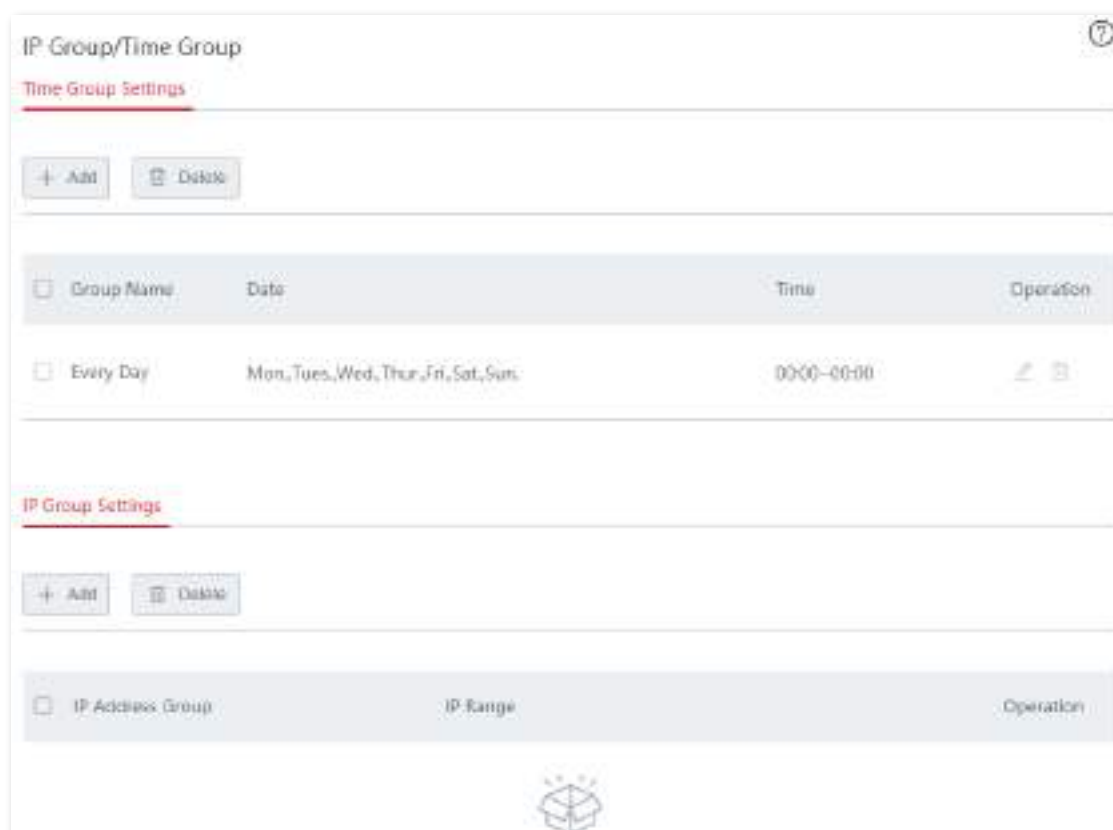 IP Group/Time Group
Time Group Settings
+ Add Delete
Group Name Date Time Operation
Every Day Mon.,Tues.,Wed.,Thur.,Fri.,Sat.,Sun. 00:00~00:00
IP Group Settings
+ Add Delete
IP Address Group IP Range Operation